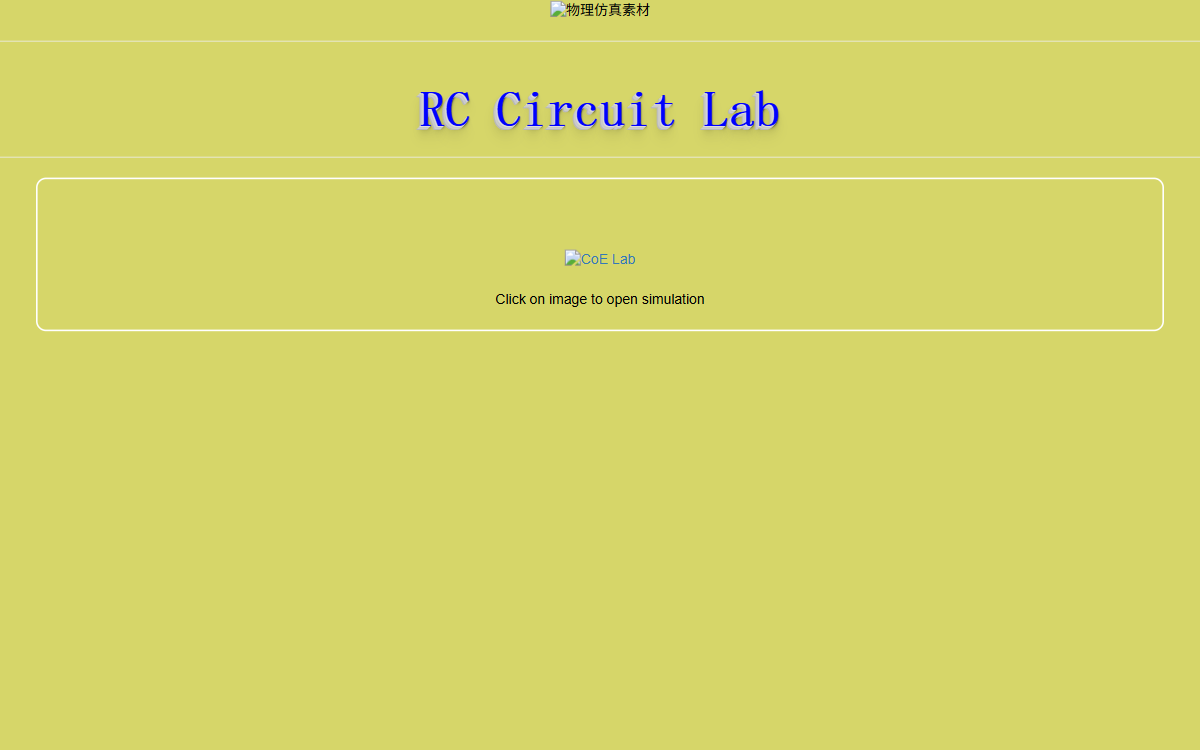 物理仿真素材
RC Circuit Lab
CoE Lab
Click on image to open simulation